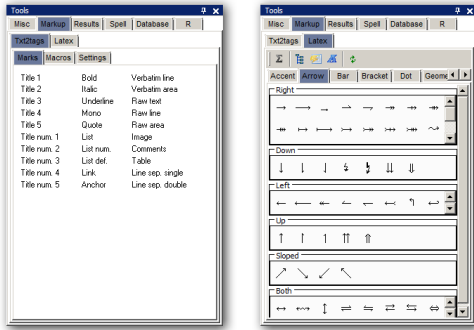 Tools
Misc Markup Results Spell Database R
Txt2tags Latex
Marks Macros Settings
Title 1 Bold Verbatim line
Title 2 Italic Verbatim area
Title 3 Underline Raw text
Title 4 Mono Raw line
Title 5 Quote Raw area
Title num. 1 List Image
Title num. 2 List num. Comments
Title num. 3 List def. Table
Title num. 4 Link Line sep. single
Title num. 5 Anchor Line sep. double
Tools
Misc Markup Results Spell Database R
Txt2tags Latex
Accent Arrow Bar Bracket Dot Geome
Right
Down
Left
Up
Sloped
Both